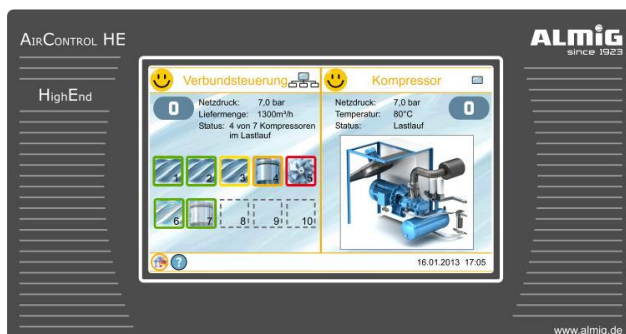 AirControl HE
HighEnd
ALMiG
since 1923
Verbundsteuerung
0
Netzdruck: 7,0 bar
Liefermenge: 1300m³/h
Status: 4 von 7 Kompressoren
im Lastlauf
1 2 3 4 5
6 7 8 9 10
Kompressor
Netzdruck: 7,0 bar
Temperatur: 80°C
Status: Lastlauf
0
?
16.01.2013 17:05
www.almig.de